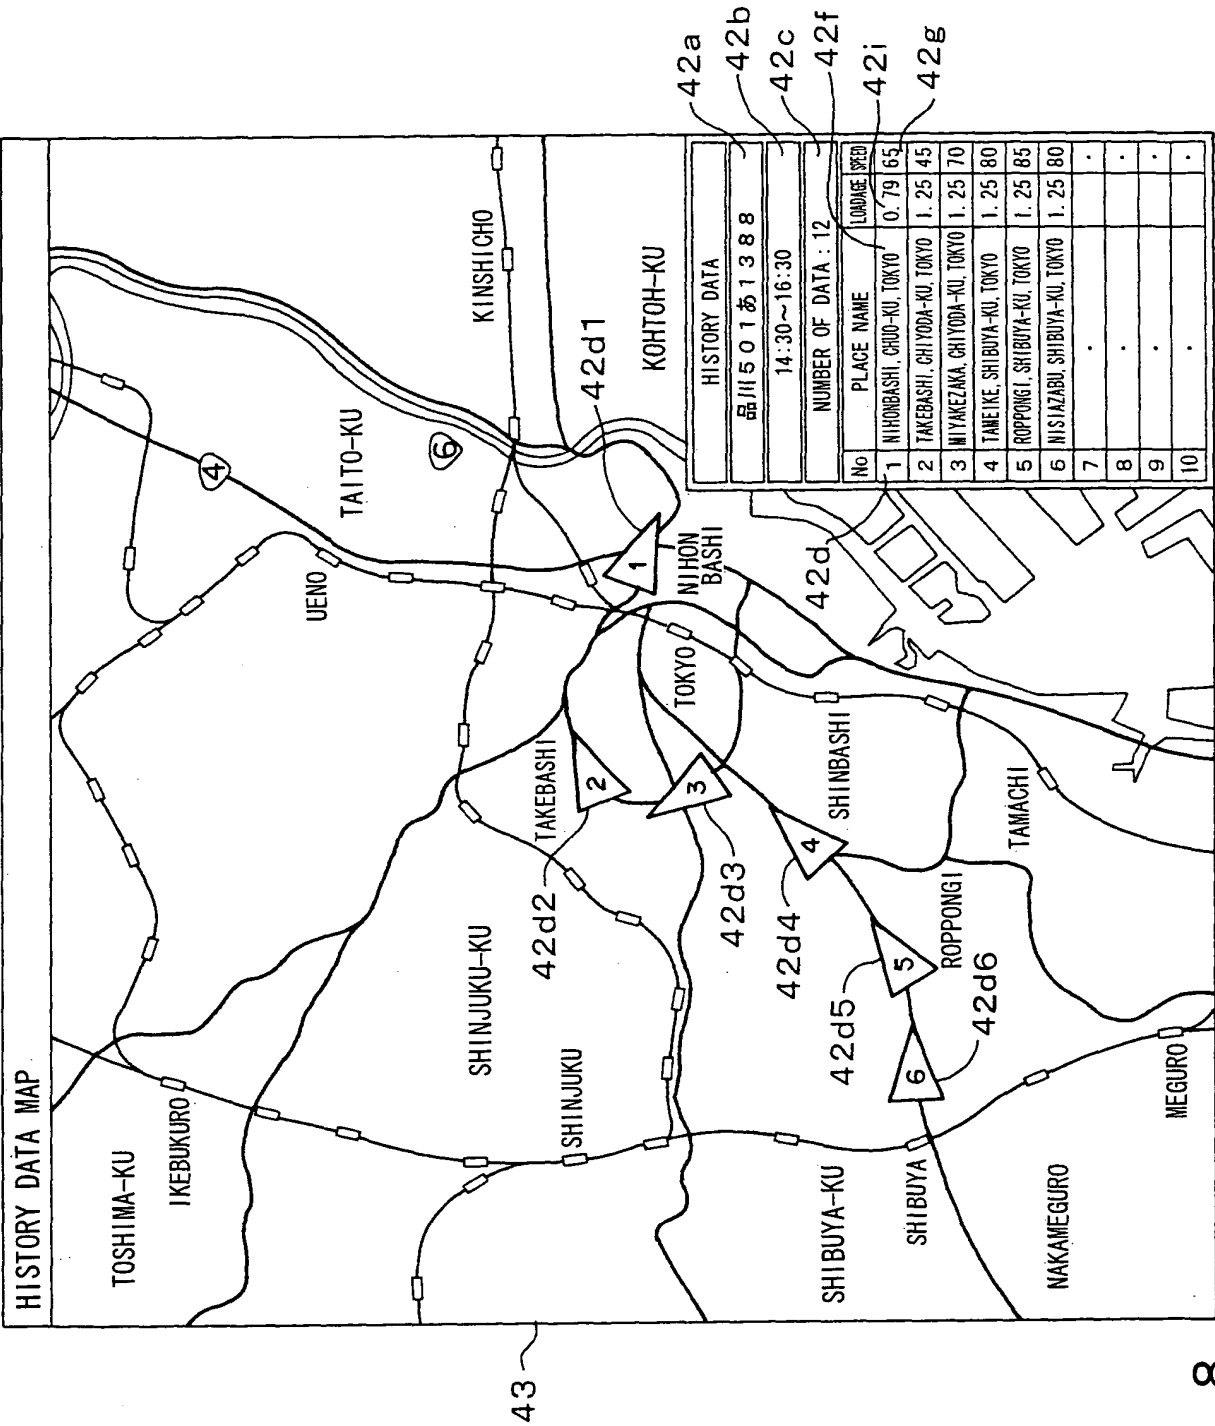 HISTORY DATA MAP
TOSHIMA-KU
IKEBUKURO
UENO
4
TAITO-KU
6
KINSHICHO
SHINJUKU-KU
SHINJUKU
TAKEBASHI
42d2
2
42d1
1
KOHTOH-KU
NIHON
BASHI
TOKYO
3
42d3
4
42d4
SHINBASHI
SHIBUYA-KU
SHIBUYA
42d5
5
6
42d6
ROPPONGI
TAMACHI
NAKAMEGURO
MEGURO
42d
43
HISTORY DATA
42a
品川501あ1388
42b
14:30~16:30
42c
NUMBER OF DATA : 12
42f
42i
42g
No PLACE NAME LOADAGE SPEED
1 NIHONBASHI, CHUO-KU, TOKYO 0.79 65
2 TAKEBASHI, CHIYODA-KU, TOKYO 1.25 45
3 MIYAKEZAKA, CHIYODA-KU, TOKYO 1.25 70
4 TAMEIKE, SHIBUYA-KU, TOKYO 1.25 80
5 ROPPONGI, SHIBUYA-KU, TOKYO 1.25 85
6 NISIAZABU, SHIBUYA-KU, TOKYO 1.25 80
7 · ·
8 · ·
9 · ·
10 · ·